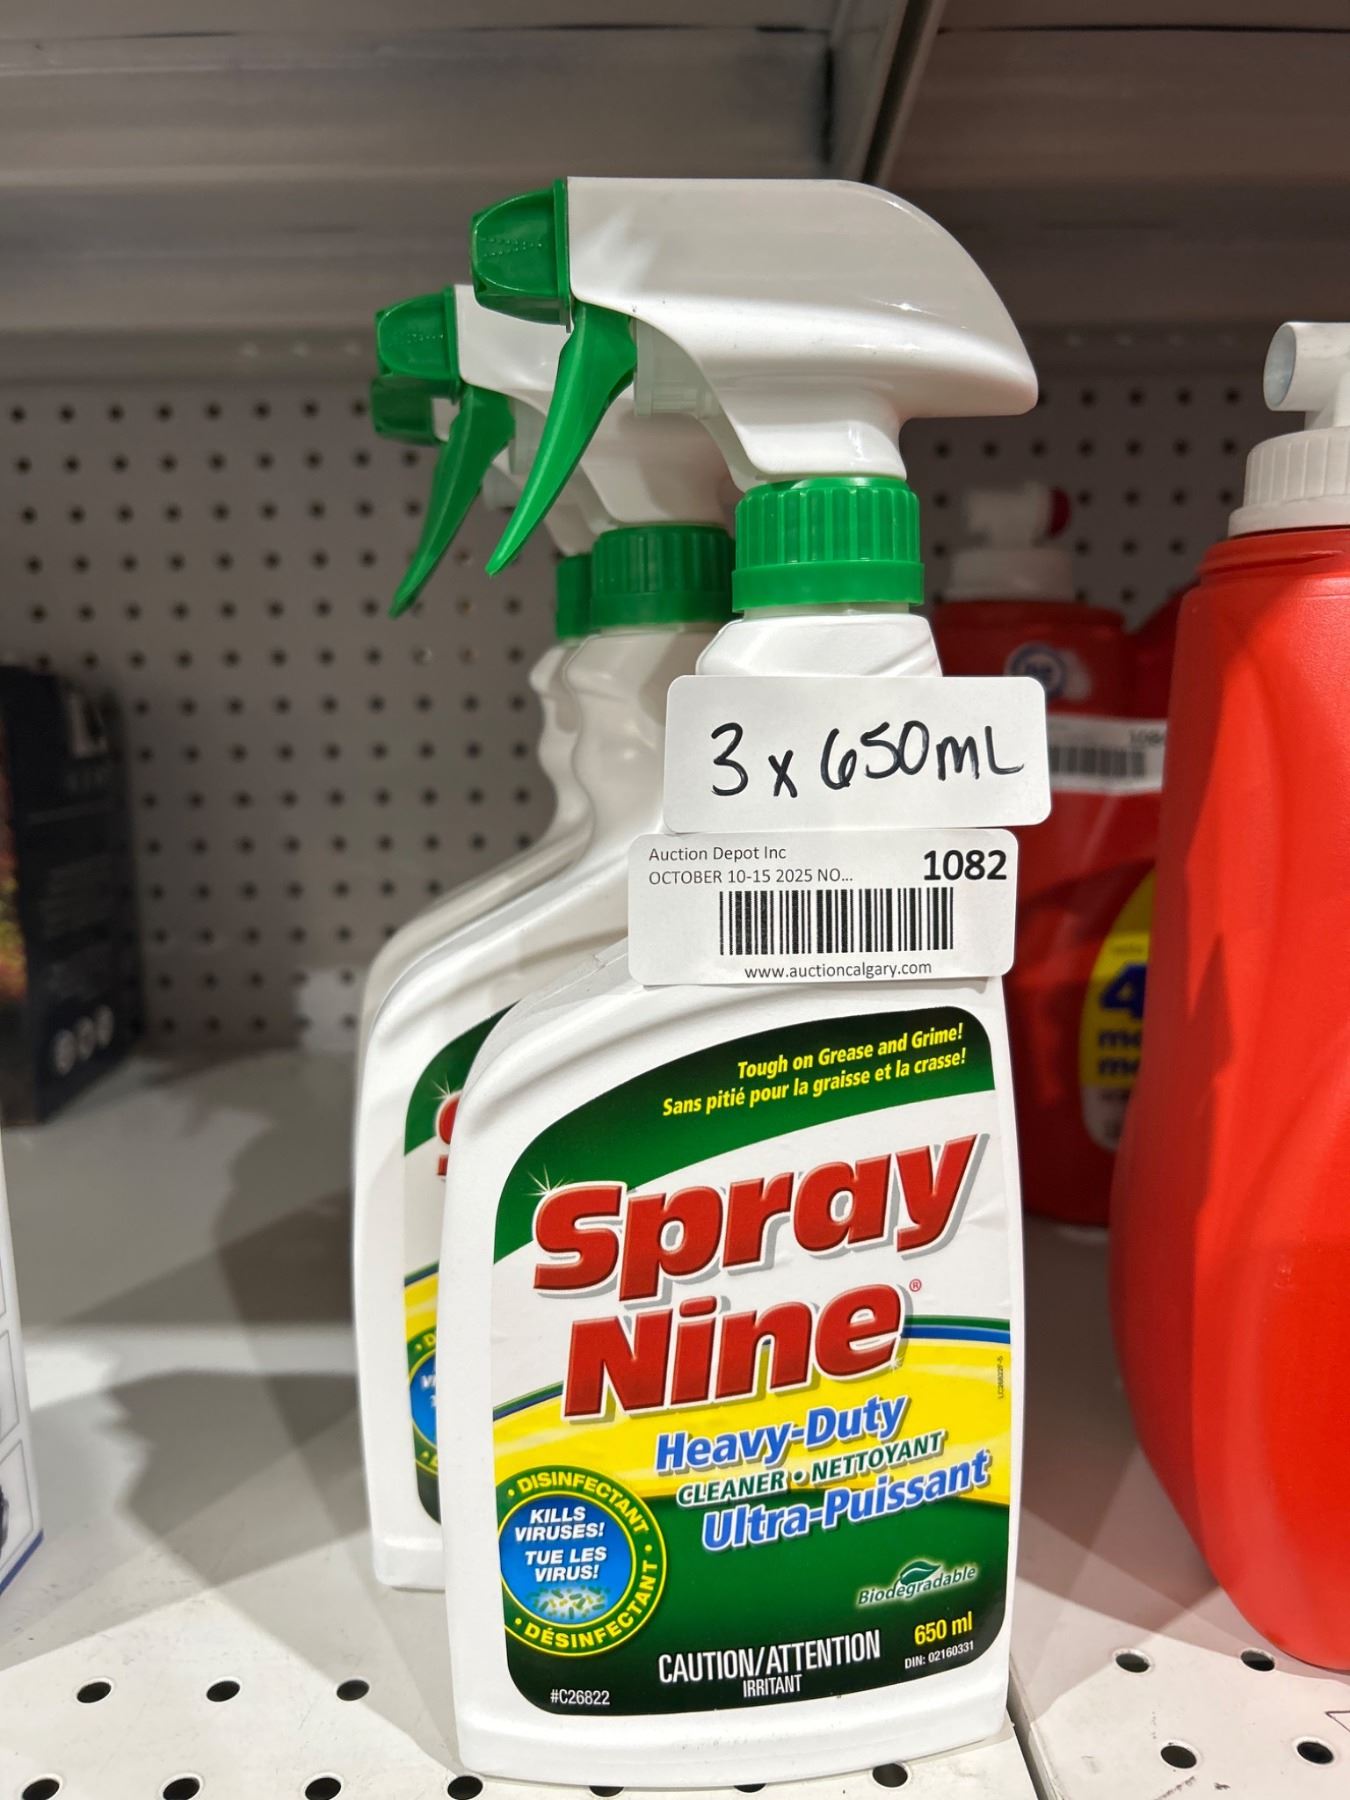 3 x 650mL
Auction Depot Inc
1082
OCTOBER 10-15 2025 NO...
www.auctioncalgary.com
Tough on Grease and Grime!
Sans pitié pour la graisse et la crasse!
Spray
Nine®
Heavy-Duty
CLEANER • NETTOYANT
Ultra-Puissant
• DISINFECTANT •
KILLS
VIRUSES!
TUE LES
VIRUS!
DÉSINFECTANT
Biodegradable
650 ml
CAUTION/ATTENTION
DIN: 02160331
IRRITANT
#C26822
4